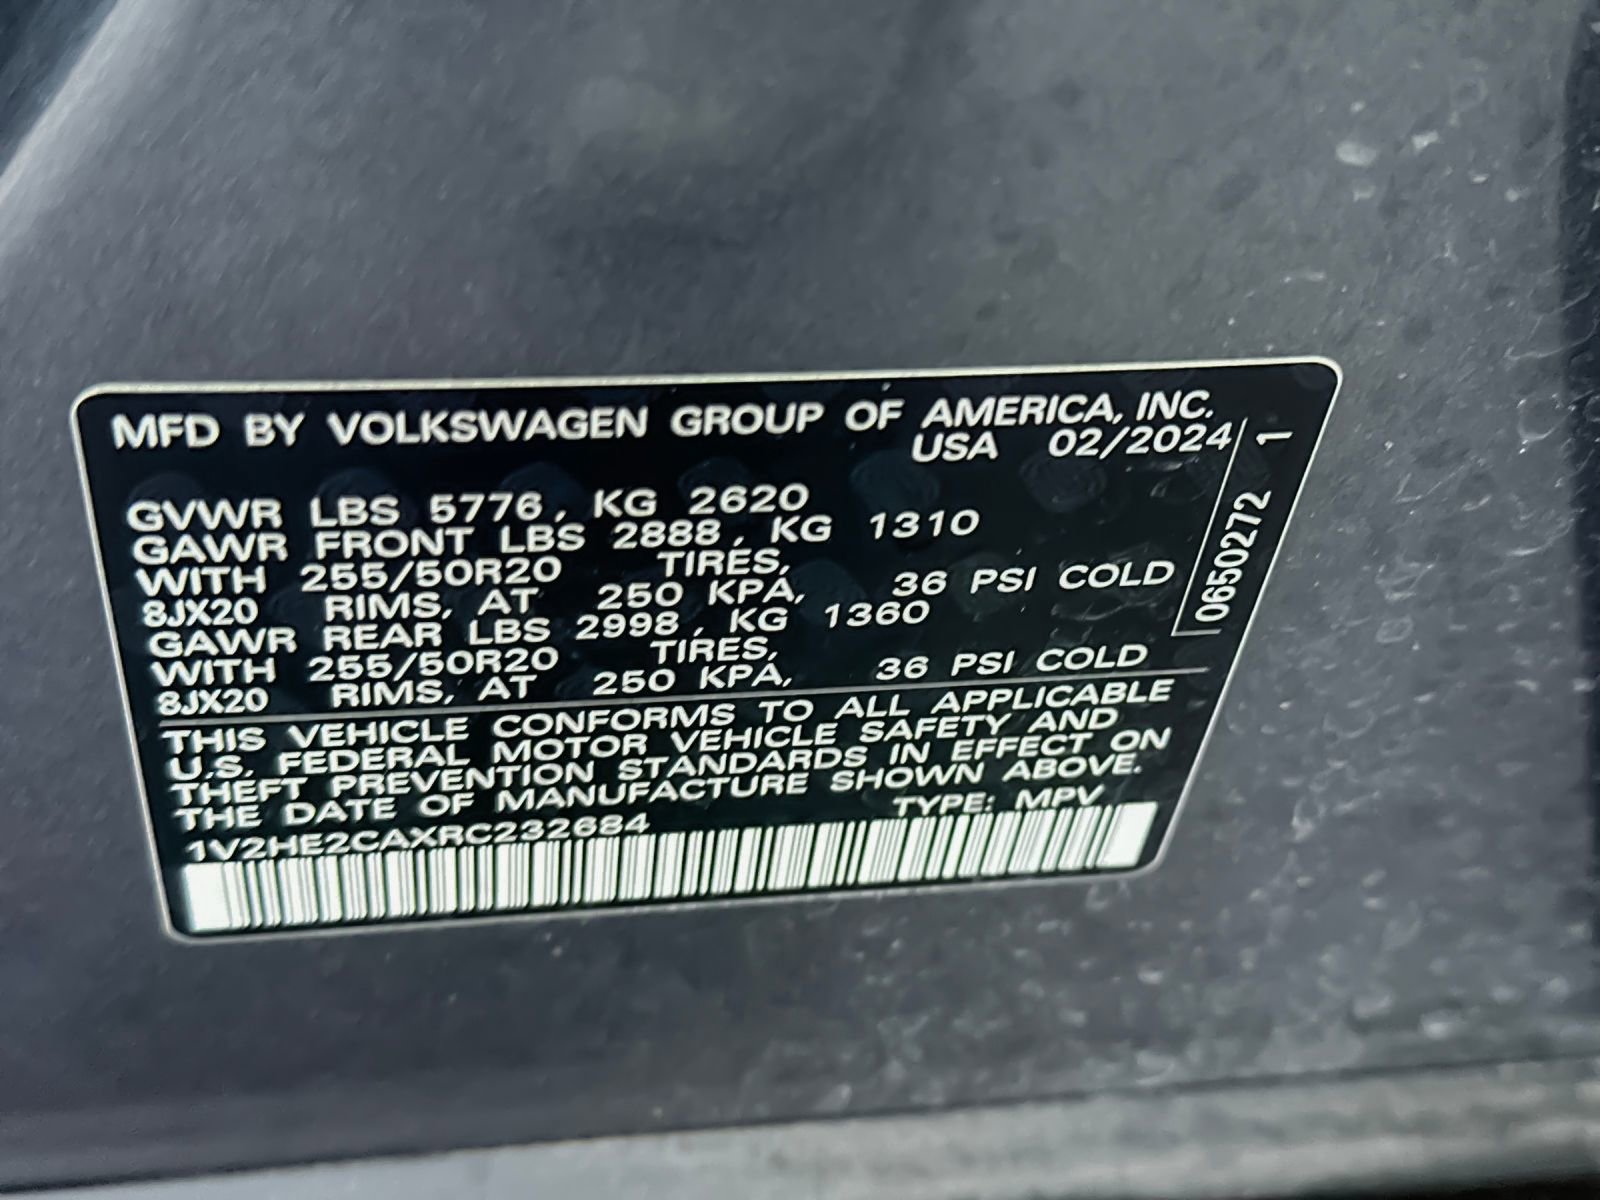 MFD BY VOLKSWAGEN GROUP OF AMERICA, INC.
USA 02/2024
GVWR LBS 5776, KG 2620
GAWR FRONT LBS 2888, KG 1310
WITH 255/50R20 TIRES,
8JX20 RIMS, AT 250 KPA, 36 PSI COLD
GAWR REAR LBS 2998, KG 1360
WITH 255/50R20 TIRES,
8JX20 RIMS, AT 250 KPA, 36 PSI COLD
THIS VEHICLE CONFORMS TO ALL APPLICABLE
U.S. FEDERAL MOTOR VEHICLE SAFETY AND
THEFT PREVENTION STANDARDS IN EFFECT ON
THE DATE OF MANUFACTURE SHOWN ABOVE.
TYPE: MPV
1V2HE2CAXRC232684
0650272 1